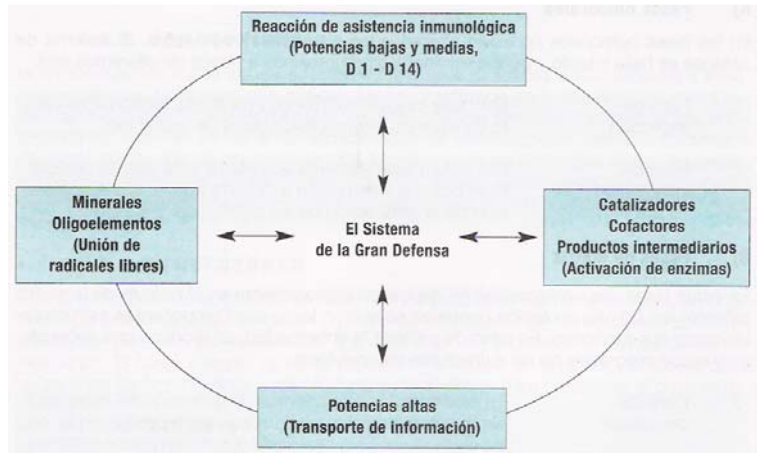 Reacción de asistencia inmunológica
(Potencias bajas y medias,
D 1 - D 14)
Minerales
Oligoelementos
(Unión de
radicales libres)
El Sistema
de la Gran Defensa
Catalizadores
Cofactores
Productos intermediarios
(Activación de enzimas)
Potencias altas
(Transporte de información)